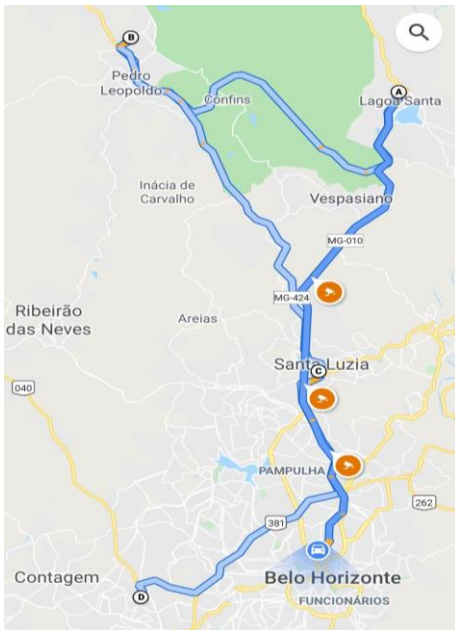 B
Pedro
Leopoldo
Confins
A
Lagoa Santa
Inácia de
Carvalho
Vespasiano
MG-010
MG-424
Ribeirão
das Neves
Areias
Santa Luzia
C
040
PAMPULHA
262
381
Contagem
D
Belo Horizonte
FUNCIONÁRIOS